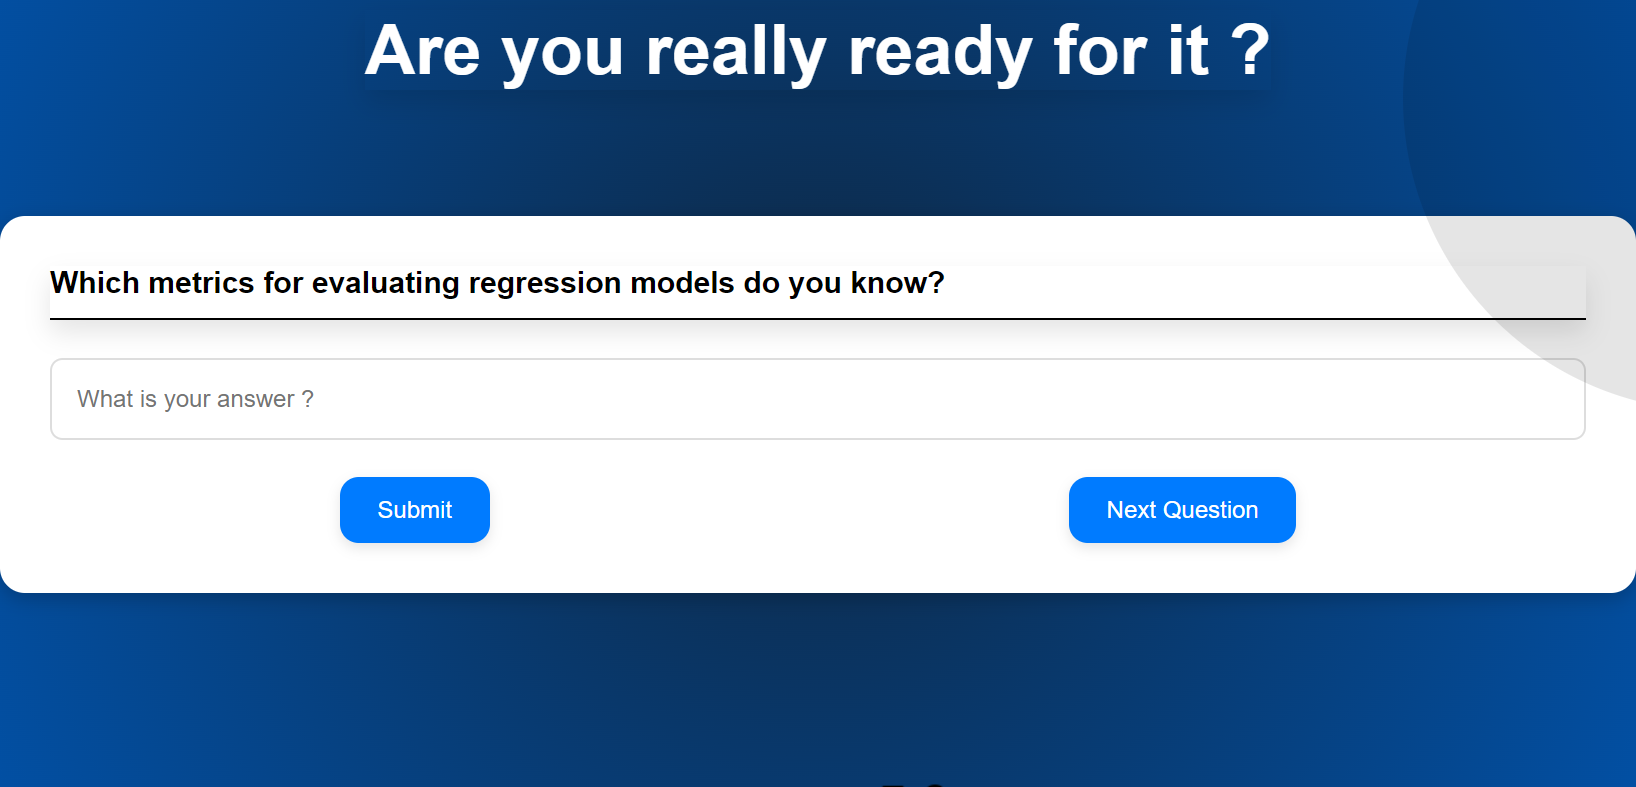 Are you really ready for it ?
Which metrics for evaluating regression models do you know?
What is your answer ?
Submit
Next Question